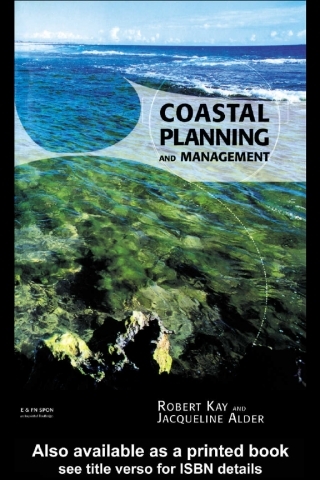 COASTAL
PLANNING
AND MANAGEMENT
E & FN SPON
ROBERT KAY AND
JACQUELINE ALDER
Also available as a printed book
see title verso for ISBN details